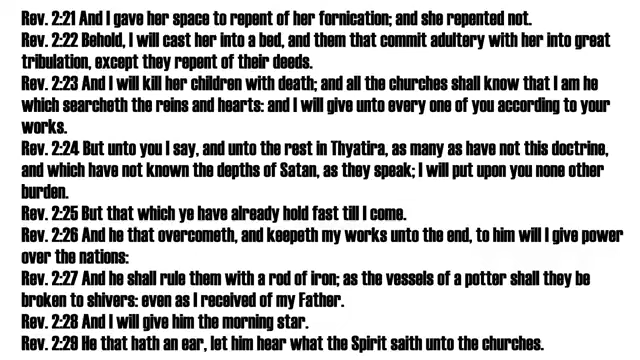 Rev. 2:21 And I gave her space to repent of her fornication; and she repented not.
Rev. 2:22 Behold, I will cast her into a bed, and them that commit adultery with her into great
tribulation, except they repent of their deeds.
Rev. 2:23 And I will kill her children with death; and all the churches shall know that I am he
which searcheth the reins and hearts: and I will give unto every one of you according to your
works.
Rev. 2:24 But unto you I say, and unto the rest in Thyatira, as many as have not this doctrine,
and which have not known the depths of Satan, as they speak; I will put upon you none other
burden.
Rev. 2:25 But that which ye have already hold fast till I come.
Rev. 2:26 And he that overcometh, and keepeth my works unto the end, to him will I give power
over the nations:
Rev. 2:27 And he shall rule them with a rod of iron; as the vessels of a potter shall they be
broken to shivers: even as I received of my Father.
Rev. 2:28 And I will give him the morning star.
Rev. 2:29 He that hath an ear, let him hear what the Spirit saith unto the churches.